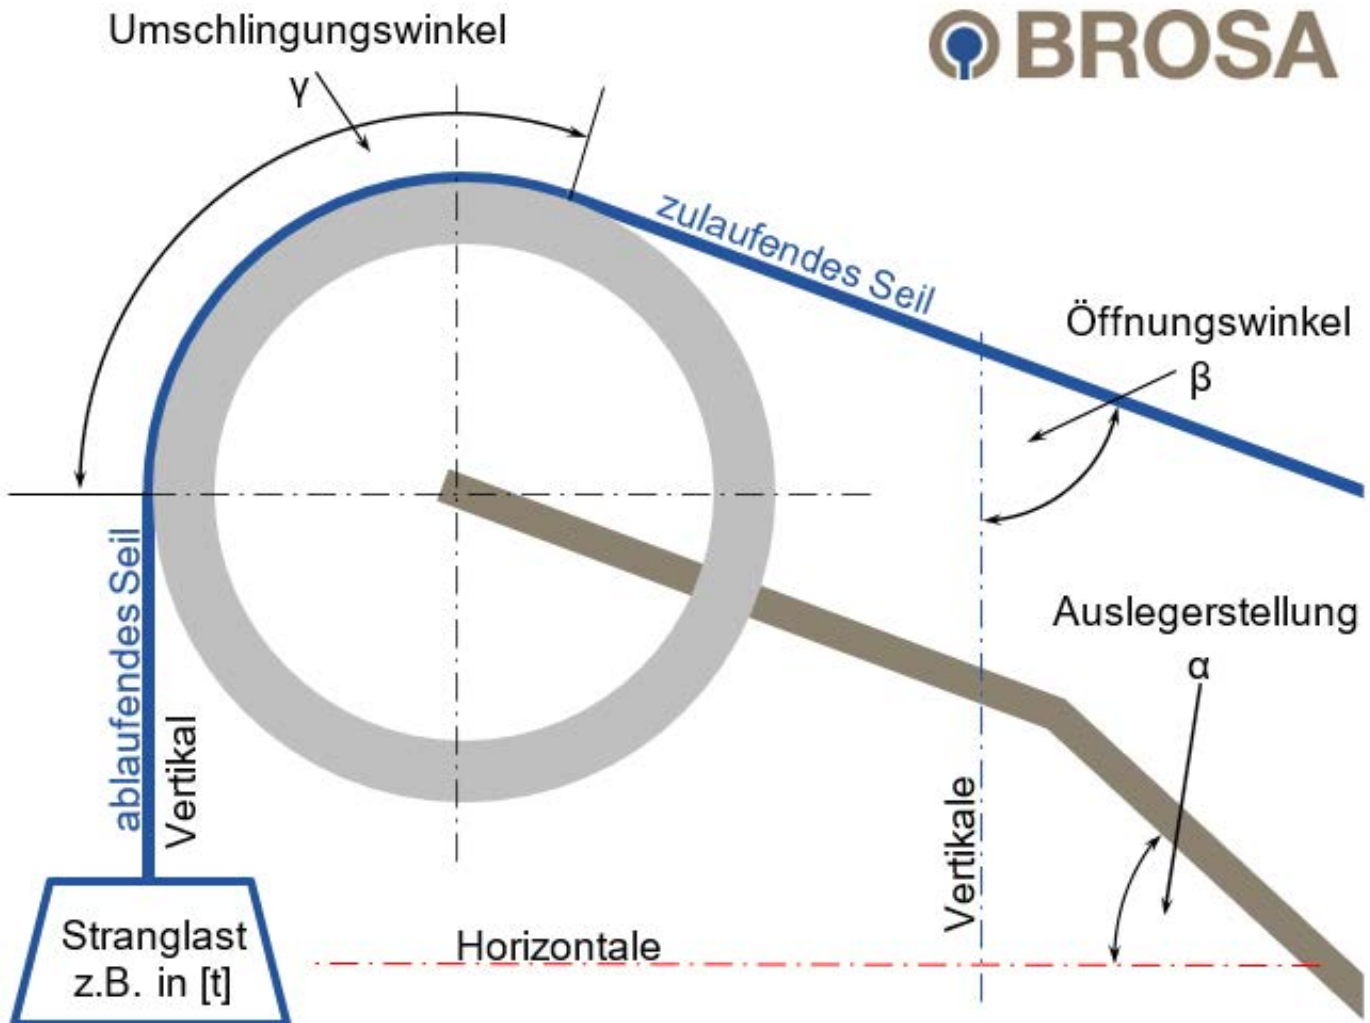 Umschlingungswinkel
γ
BROSA
zulaufendes Seil
Öffnungswinkel
β
ablaufendes Seil
Vertikal
Auslegerstellung
α
Vertikale
Horizontale
Stranglast
z.B. in [t]